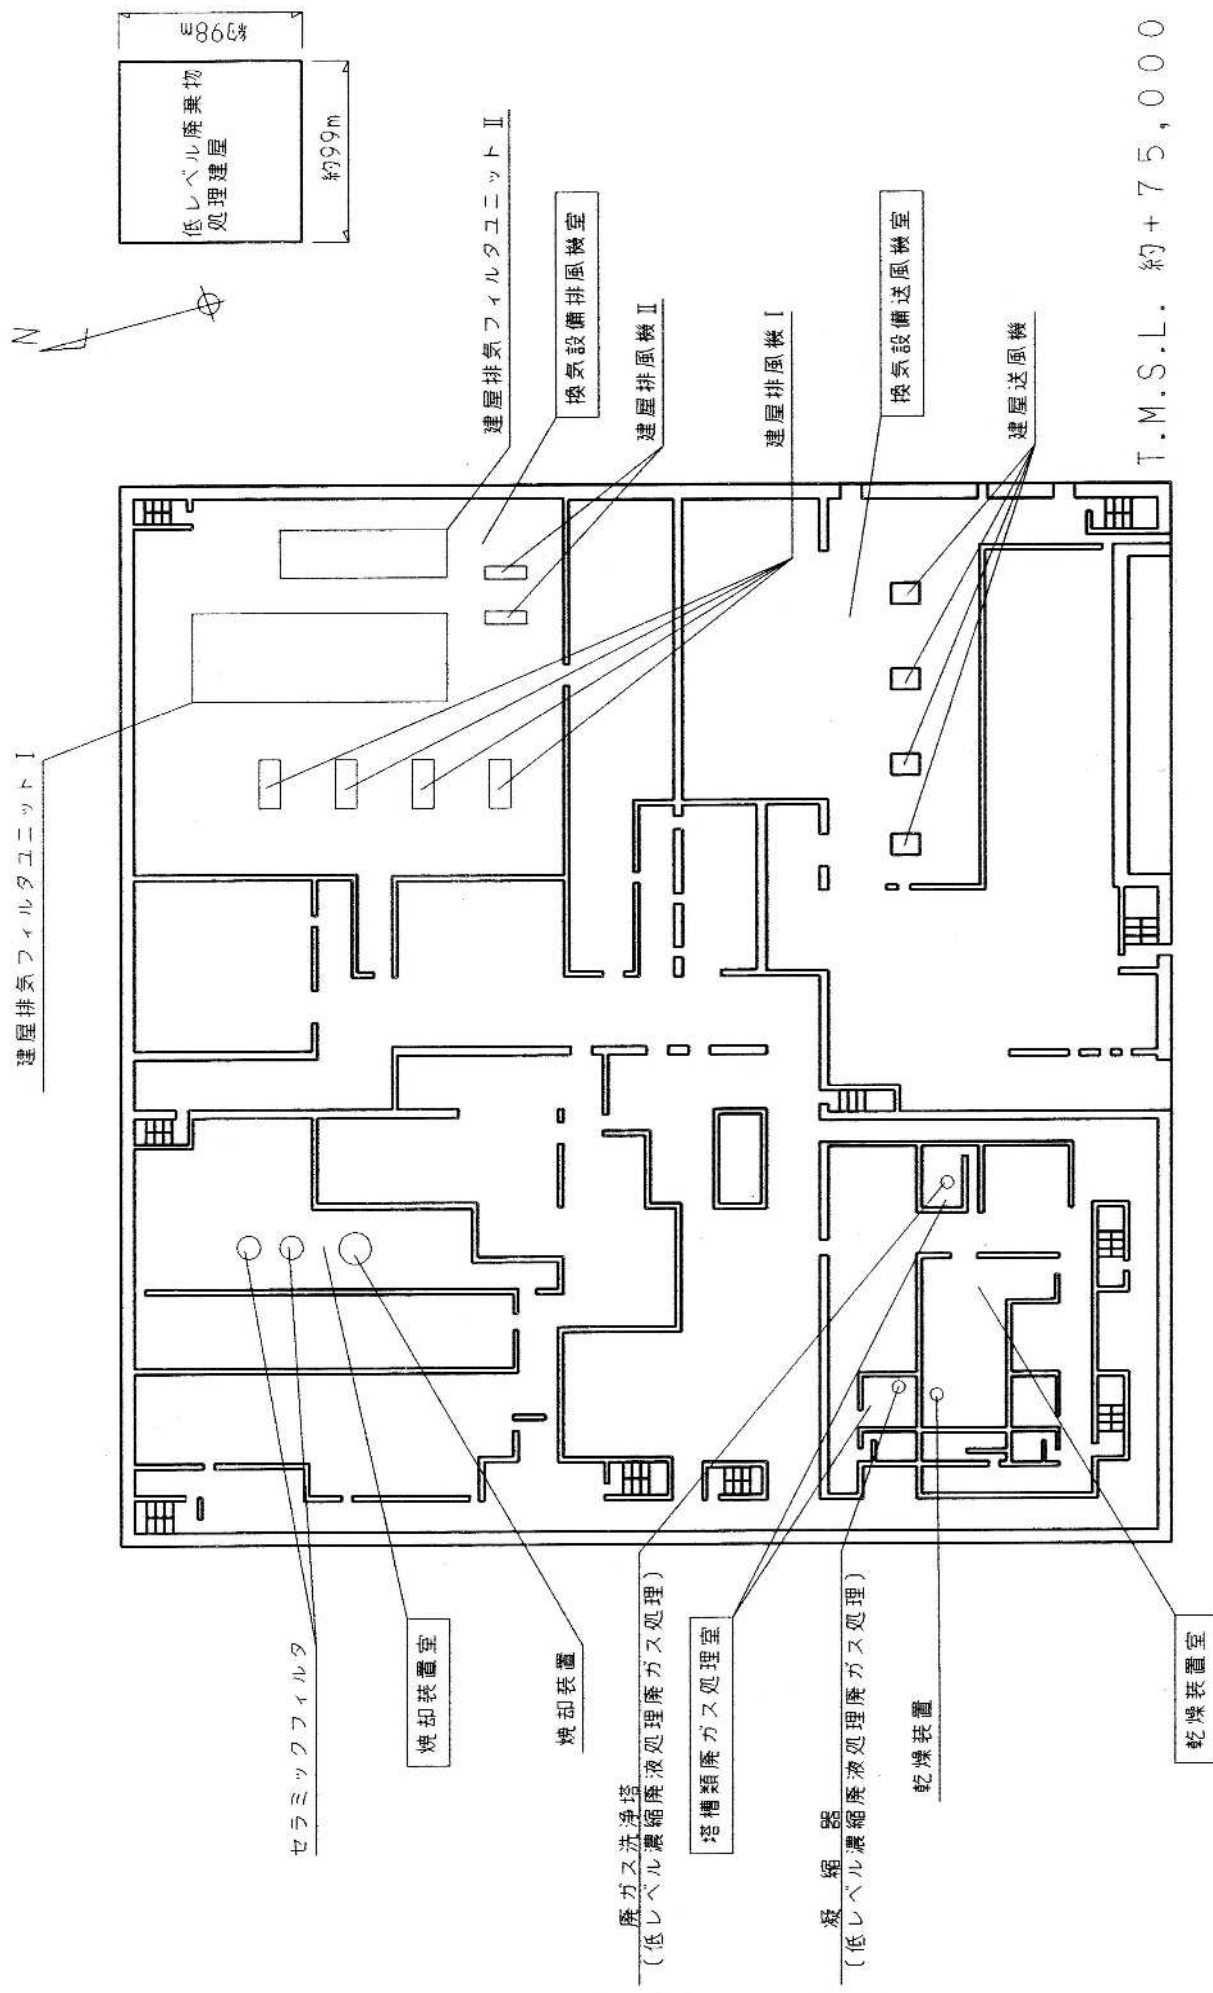 N
低レベル廃棄物
処理建屋
約98m
約99m
建屋排気フィルタユニット I
建屋排気フィルタユニット II
換気設備排風機室
建屋排風機 II
建屋排風機 I
換気設備送風機室
建屋送風機
T.M.S.L. 約+75,000
セラミックフィルタ
焼却装置室
焼却装置
廃ガス洗浄塔
(低レベル濃縮廃液処理廃ガス処理)
塔槽類廃ガス処理室
凝縮器
(低レベル濃縮廃液処理廃ガス処理)
乾燥装置
乾燥装置室